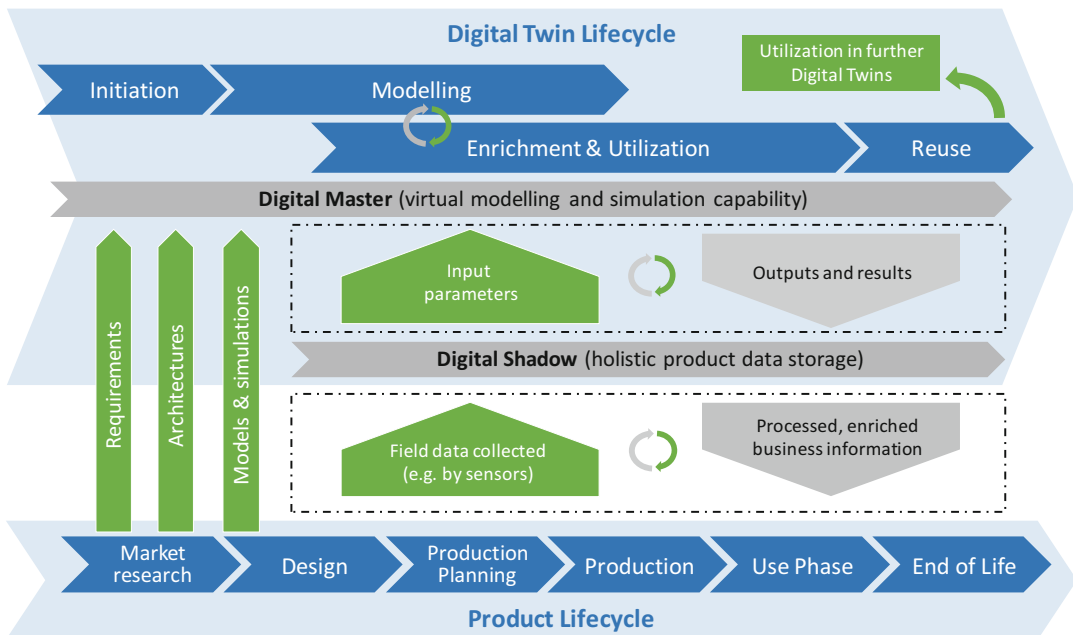 Digital Twin Lifecycle
Utilization in further
Digital Twins
Initiation
Modelling
Enrichment & Utilization
Reuse
Digital Master (virtual modelling and simulation capability)
Requirements
Architectures
Models & simulations
Input
parameters
Outputs and results
Digital Shadow (holistic product data storage)
Field data collected
(e.g. by sensors)
Processed, enriched
business information
Market
research
Design
Production
Planning
Production
Use Phase
End of Life
Product Lifecycle